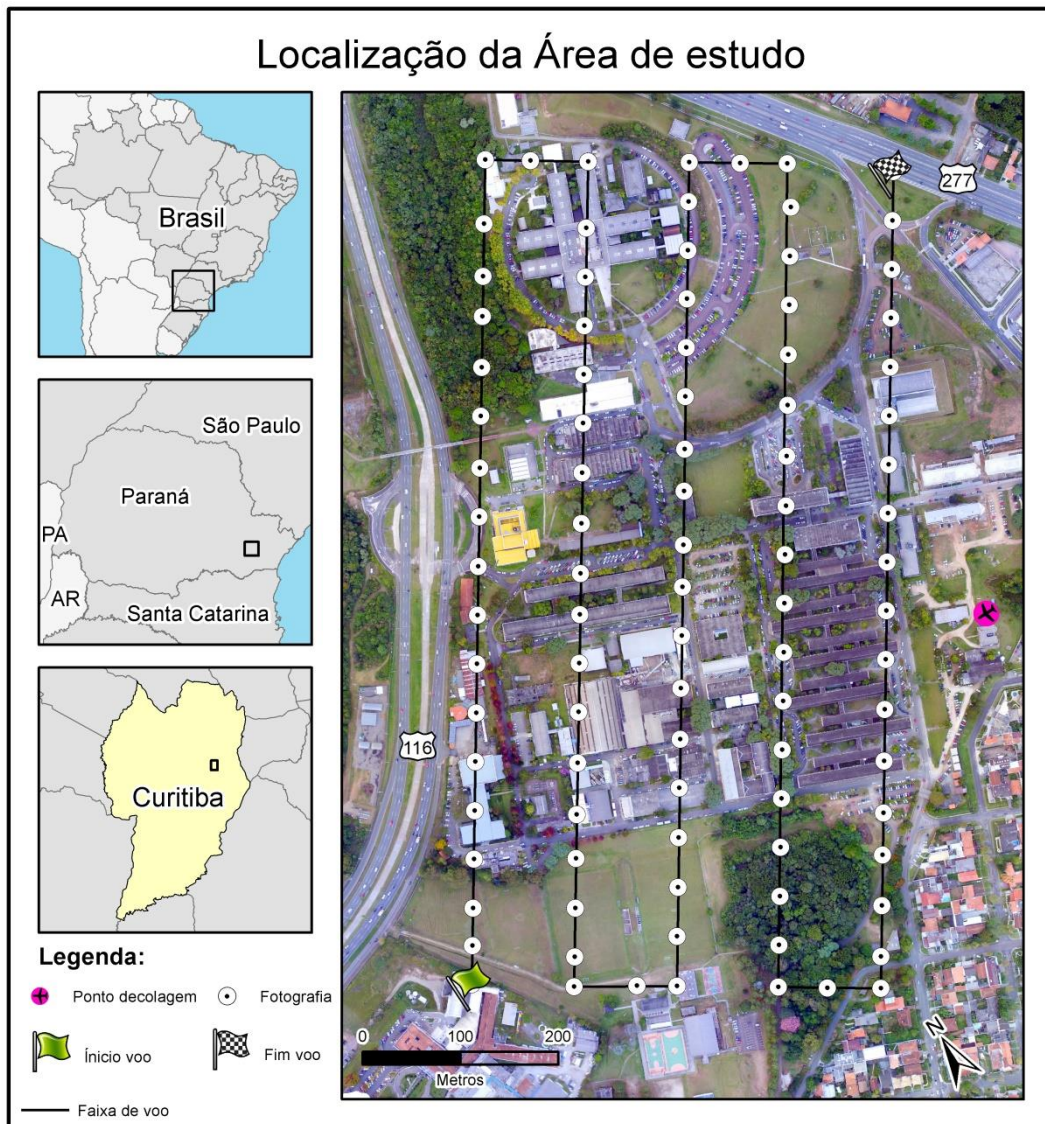 Localização da Área de estudo
Brasil
São Paulo
Paraná
PA
AR
Santa Catarina
Curitiba
277
116
0 100 200
Metros
N
Legenda:
Ponto decolagem
Fotografia
Ínicio voo
Fim voo
Faixa de voo